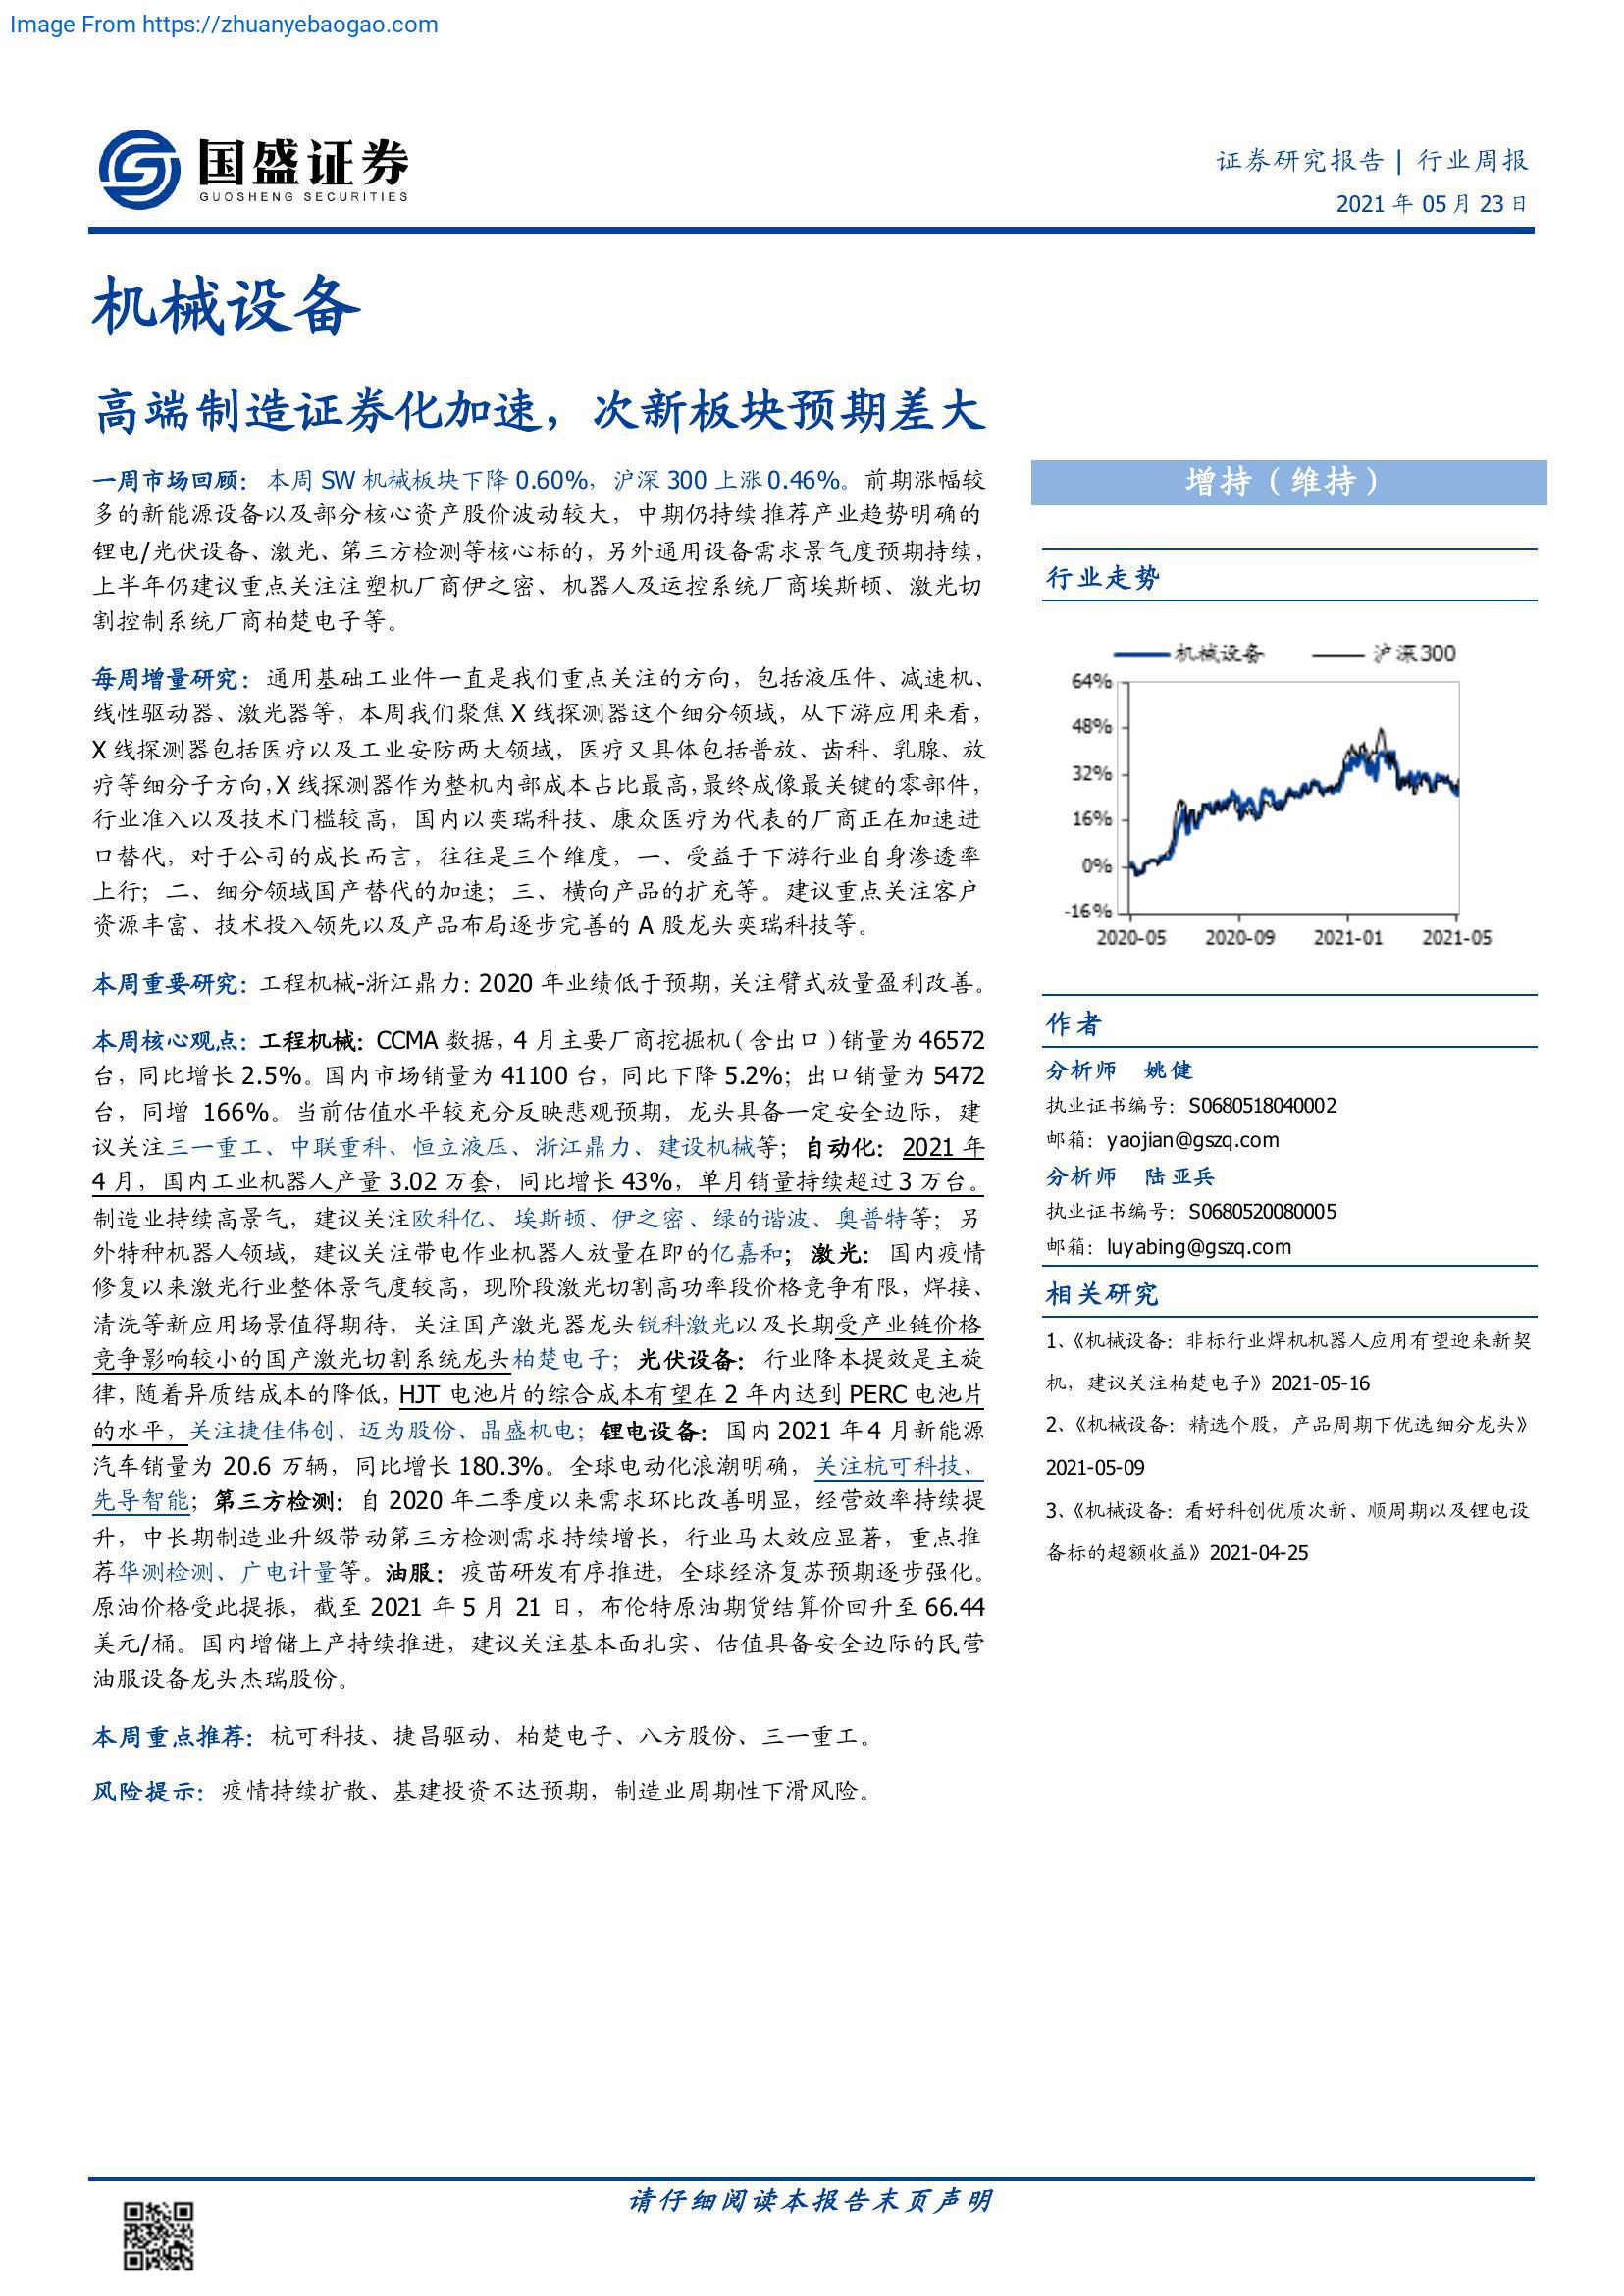 Image From https://zhuanyebaogao.com
国盛证券
GUOSHENG SECURITIES
证券研究报告 | 行业周报
2021 年 05 月 23 日
机械设备
高端制造证券化加速，次新板块预期差大
一周市场回顾：本周 SW 机械板块下降 0.60%，沪深 300 上涨 0.46%。前期涨幅较
多的新能源设备以及部分核心资产股价波动较大，中期仍持续推荐产业趋势明确的
锂电/光伏设备、激光、第三方检测等核心标的，另外通用设备需求景气度预期持续，
上半年仍建议重点关注注塑机厂商伊之密、机器人及运控系统厂商埃斯顿、激光切
割控制系统厂商柏楚电子等。
每周增量研究：通用基础工业件一直是我们重点关注的方向，包括液压件、减速机、
线性驱动器、激光器等，本周我们聚焦 X 线探测器这个细分领域，从下游应用来看，
X 线探测器包括医疗以及工业安防两大领域，医疗又具体包括普放、齿科、乳腺、放
疗等细分子方向，X 线探测器作为整机内部成本占比最高，最终成像最关键的零部件，
行业准入以及技术门槛较高，国内以奕瑞科技、康众医疗为代表的厂商正在加速进
口替代，对于公司的成长而言，往往是三个维度，一、受益于下游行业自身渗透率
上行；二、细分领域国产替代的加速；三、横向产品的扩充等。建议重点关注客户
资源丰富、技术投入领先以及产品布局逐步完善的 A 股龙头奕瑞科技等。
本周重要研究：工程机械-浙江鼎力：2020 年业绩低于预期，关注臂式放量盈利改善。
本周核心观点：工程机械：CCMA 数据，4 月主要厂商挖掘机（含出口）销量为 46572
台，同比增长 2.5%。国内市场销量为 41100 台，同比下降 5.2%；出口销量为 5472
台，同增 166%。当前估值水平较充分反映悲观预期，龙头具备一定安全边际，建
议关注三一重工、中联重科、恒立液压、浙江鼎力、建设机械等；自动化：2021 年
4 月，国内工业机器人产量 3.02 万套，同比增长 43%，单月销量持续超过 3 万台。
制造业持续高景气，建议关注欧科亿、埃斯顿、伊之密、绿的谐波、奥普特等；另
外特种机器人领域，建议关注带电作业机器人放量在即的亿嘉和；激光：国内疫情
修复以来激光行业整体景气度较高，现阶段激光切割高功率段价格竞争有限，焊接、
清洗等新应用场景值得期待，关注国产激光器龙头锐科激光以及长期受产业链价格
竞争影响较小的国产激光切割系统龙头柏楚电子；光伏设备：行业降本提效是主旋
律，随着异质结成本的降低，HJT 电池片的综合成本有望在 2 年内达到 PERC 电池片
的水平，关注捷佳伟创、迈为股份、晶盛机电；锂电设备：国内 2021 年 4 月新能源
汽车销量为 20.6 万辆，同比增长 180.3%。全球电动化浪潮明确，关注杭可科技、
先导智能；第三方检测：自 2020 年二季度以来需求环比改善明显，经营效率持续提
升，中长期制造业升级带动第三方检测需求持续增长，行业马太效应显著，重点推
荐华测检测、广电计量等。油服：疫苗研发有序推进，全球经济复苏预期逐步强化。
原油价格受此提振，截至 2021 年 5 月 21 日，布伦特原油期货结算价回升至 66.44
美元/桶。国内增储上产持续推进，建议关注基本面扎实、估值具备安全边际的民营
油服设备龙头杰瑞股份。
本周重点推荐：杭可科技、捷昌驱动、柏楚电子、八方股份、三一重工。
风险提示：疫情持续扩散、基建投资不达预期，制造业周期性下滑风险。
增持（维持）
行业走势
机械设备 沪深300
64%
48%
32%
16%
0%
-16%
2020-05 2020-09 2021-01 2021-05
作者
分析师 姚健
执业证书编号：S0680518040002
邮箱：yaojian@gszq.com
分析师 陆亚兵
执业证书编号：S0680520080005
邮箱：luyabing@gszq.com
相关研究
1、《机械设备：非标行业焊机机器人应用有望迎来新契
机，建议关注柏楚电子》2021-05-16
2、《机械设备：精选个股，产品周期下优选细分龙头》
2021-05-09
3、《机械设备：看好科创优质次新、顺周期以及锂电设
备标的超额收益》2021-04-25
请仔细阅读本报告末页声明